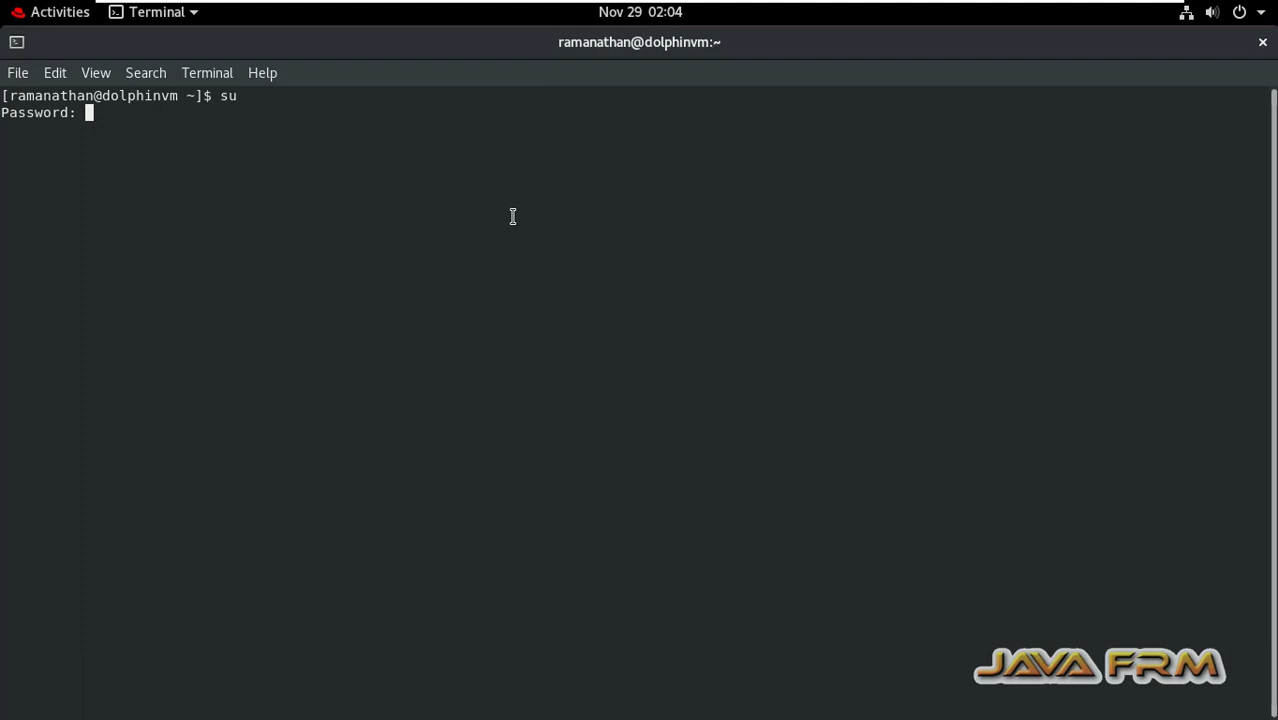 Activities
Terminal
Nov 29 02:04
ramanathan@dolphinvm:~
File Edit View Search Terminal Help
[ramanathan@dolphinvm ~]$ su
Password:
JAVA FRM